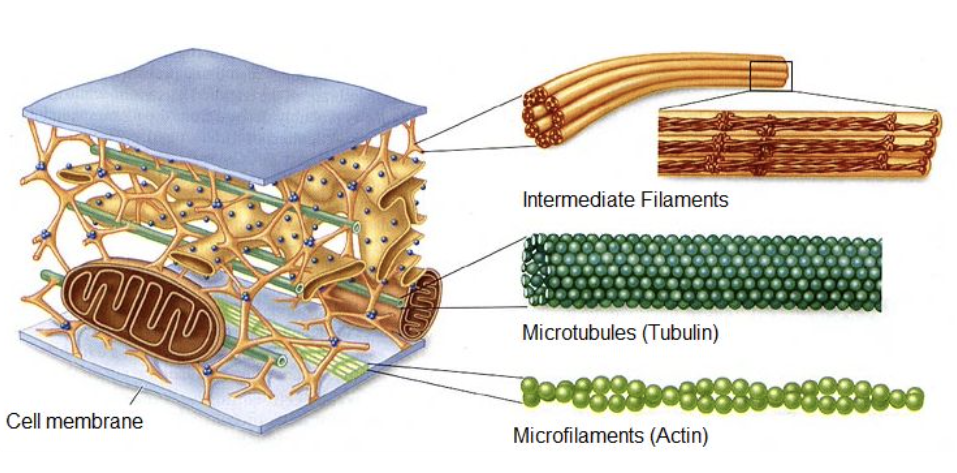 Intermediate Filaments
Microtubules (Tubulin)
Cell membrane
Microfilaments (Actin)